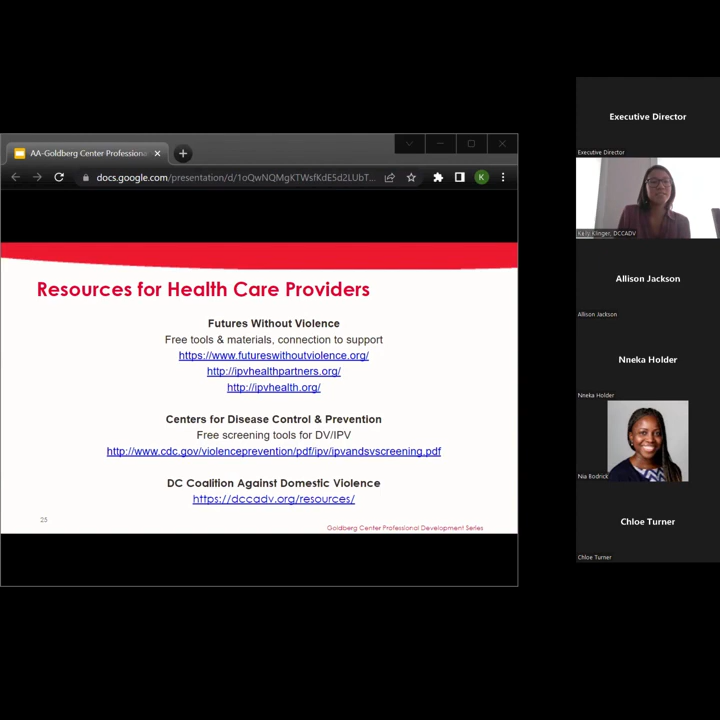 AA-Goldberg Center Professiona
docs.google.com/presentation/d/1oQwNQMgKTWsfKdE5d2LUbT...
K
Resources for Health Care Providers
Futures Without Violence
Free tools & materials, connection to support
https://www.futureswithoutviolence.org/
http://ipvhealthpartners.org/
http://ipvhealth.org/
Centers for Disease Control & Prevention
Free screening tools for DV/IPV
http://www.cdc.gov/violenceprevention/pdf/ipv/ipvandsvscreening.pdf
DC Coalition Against Domestic Violence
https://dccadv.org/resources/
25
Goldberg Center Professional Development Series
Executive Director
Executive Director
Kelly Klinger, DCCADV
Allison Jackson
Allison Jackson
Nneka Holder
Nneka Holder
Nia Bodrick
Chloe Turner
Chloe Turner